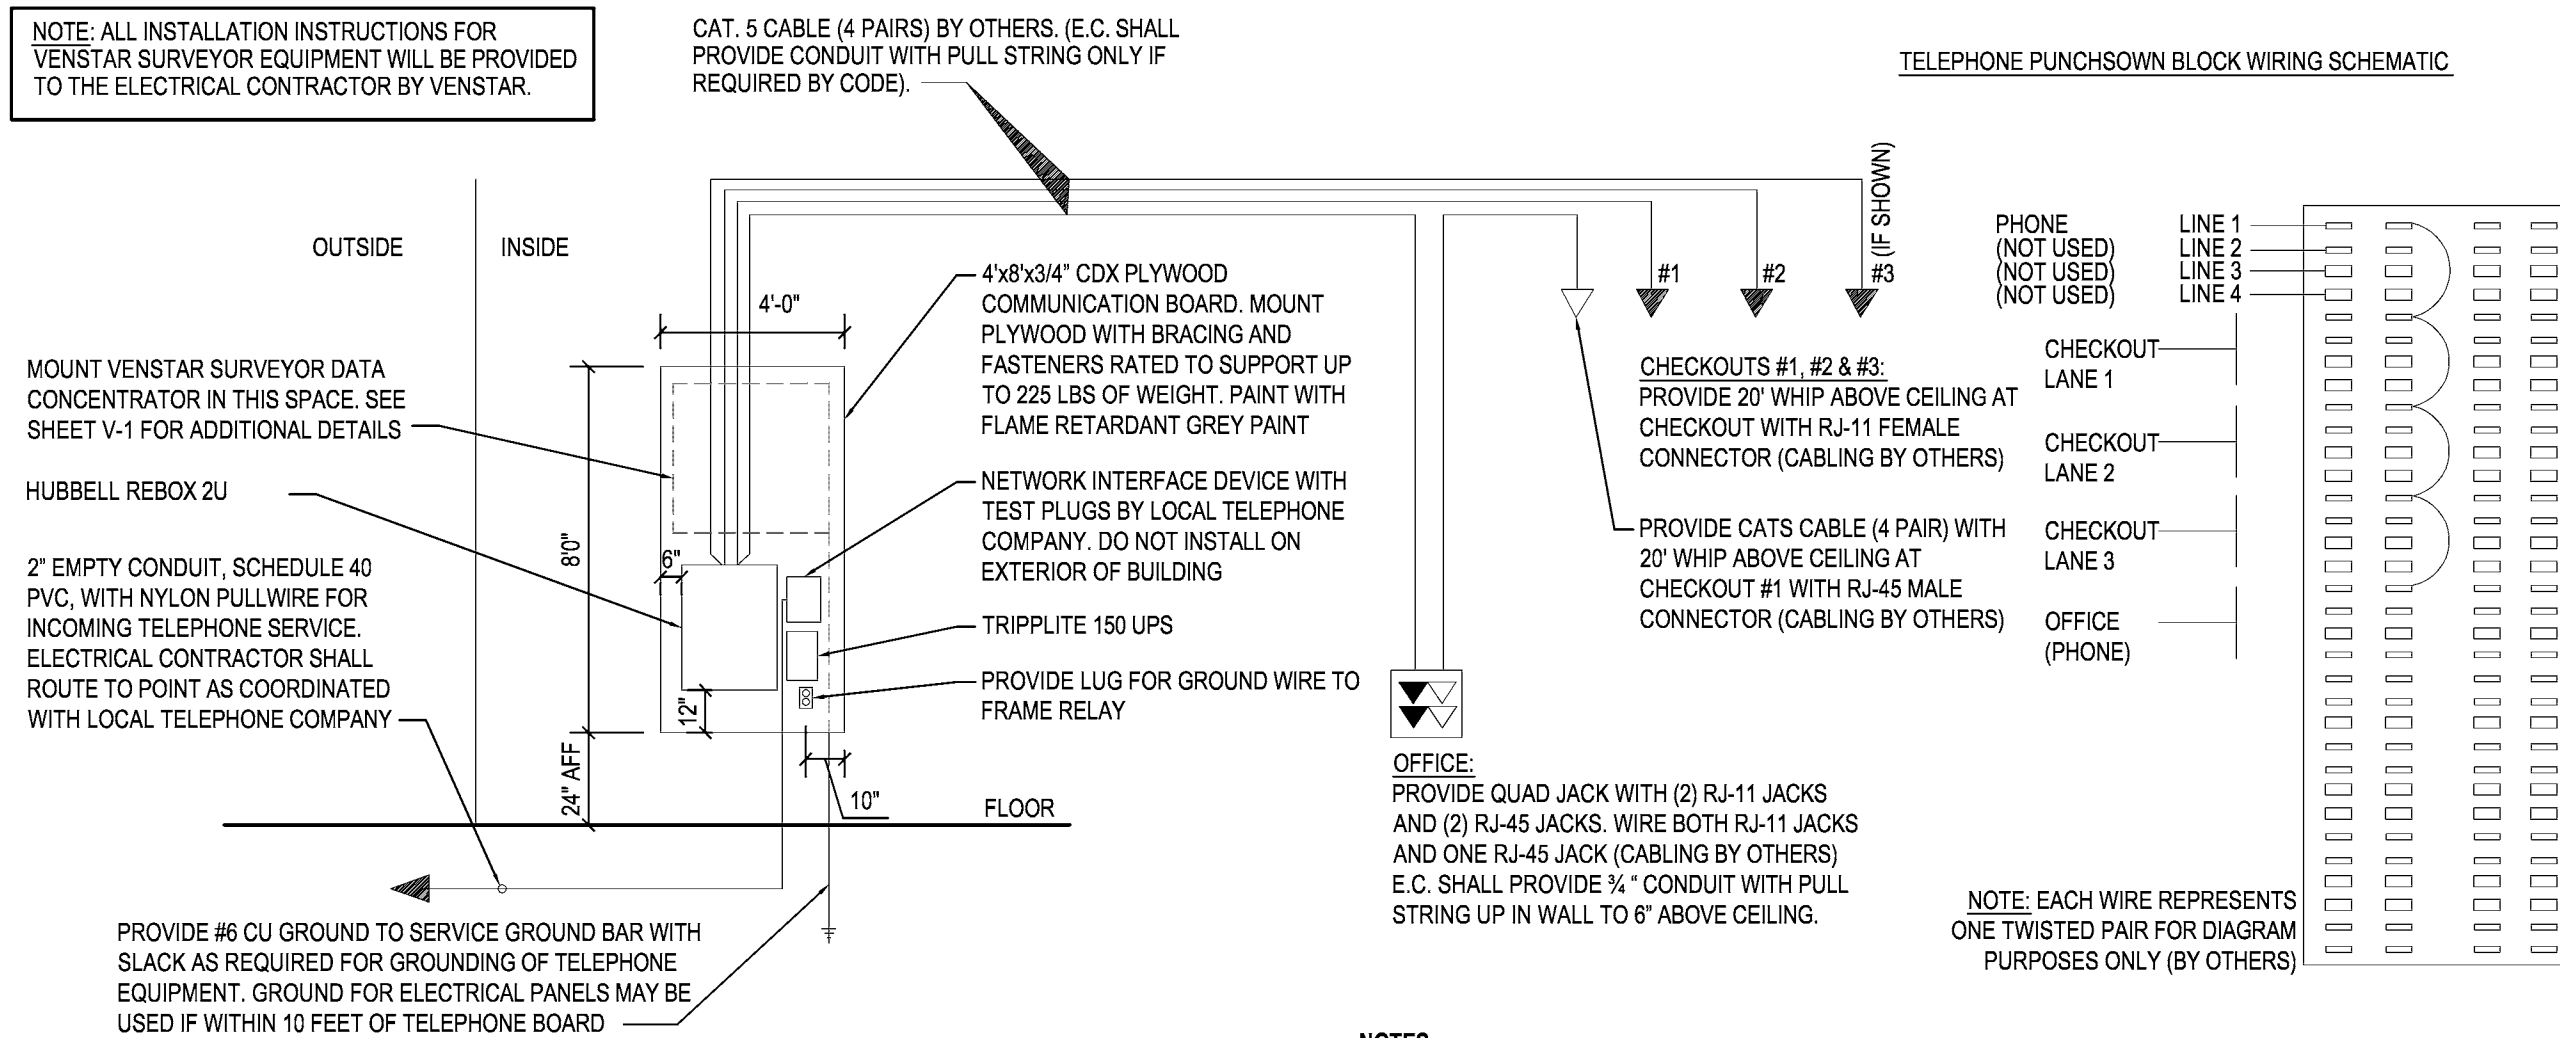 NOTE: ALL INSTALLATION INSTRUCTIONS FOR
VENSTAR SURVEYOR EQUIPMENT WILL BE PROVIDED
TO THE ELECTRICAL CONTRACTOR BY VENSTAR.
CAT. 5 CABLE (4 PAIRS) BY OTHERS. (E.C. SHALL
PROVIDE CONDUIT WITH PULL STRING ONLY IF
REQUIRED BY CODE).
TELEPHONE PUNCHSOWN BLOCK WIRING SCHEMATIC
OUTSIDE
INSIDE
4'-0"
MOUNT VENSTAR SURVEYOR DATA
CONCENTRATOR IN THIS SPACE. SEE
SHEET V-1 FOR ADDITIONAL DETAILS
HUBBELL REBOX 2U
2" EMPTY CONDUIT, SCHEDULE 40
PVC, WITH NYLON PULLWIRE FOR
INCOMING TELEPHONE SERVICE.
ELECTRICAL CONTRACTOR SHALL
ROUTE TO POINT AS COORDINATED
WITH LOCAL TELEPHONE COMPANY
8'0"
6"
12"
24" AFF
10"
FLOOR
4'x8'x3/4" CDX PLYWOOD
COMMUNICATION BOARD. MOUNT
PLYWOOD WITH BRACING AND
FASTENERS RATED TO SUPPORT UP
TO 225 LBS OF WEIGHT. PAINT WITH
FLAME RETARDANT GREY PAINT
NETWORK INTERFACE DEVICE WITH
TEST PLUGS BY LOCAL TELEPHONE
COMPANY. DO NOT INSTALL ON
EXTERIOR OF BUILDING
TRIPPLITE 150 UPS
PROVIDE LUG FOR GROUND WIRE TO
FRAME RELAY
PROVIDE #6 CU GROUND TO SERVICE GROUND BAR WITH
SLACK AS REQUIRED FOR GROUNDING OF TELEPHONE
EQUIPMENT. GROUND FOR ELECTRICAL PANELS MAY BE
USED IF WITHIN 10 FEET OF TELEPHONE BOARD
#1
#2
#3
(IF SHOWN)
CHECKOUTS #1, #2 & #3:
PROVIDE 20' WHIP ABOVE CEILING AT
CHECKOUT WITH RJ-11 FEMALE
CONNECTOR (CABLING BY OTHERS)
PROVIDE CATS CABLE (4 PAIR) WITH
20' WHIP ABOVE CEILING AT
CHECKOUT #1 WITH RJ-45 MALE
CONNECTOR (CABLING BY OTHERS)
OFFICE:
PROVIDE QUAD JACK WITH (2) RJ-11 JACKS
AND (2) RJ-45 JACKS. WIRE BOTH RJ-11 JACKS
AND ONE RJ-45 JACK (CABLING BY OTHERS)
E.C. SHALL PROVIDE ¾ " CONDUIT WITH PULL
STRING UP IN WALL TO 6" ABOVE CEILING.
PHONE LINE 1
(NOT USED) LINE 2
(NOT USED) LINE 3
(NOT USED) LINE 4
CHECKOUT
LANE 1
CHECKOUT
LANE 2
CHECKOUT
LANE 3
OFFICE
(PHONE)
NOTE: EACH WIRE REPRESENTS
ONE TWISTED PAIR FOR DIAGRAM
PURPOSES ONLY (BY OTHERS)
NOTES